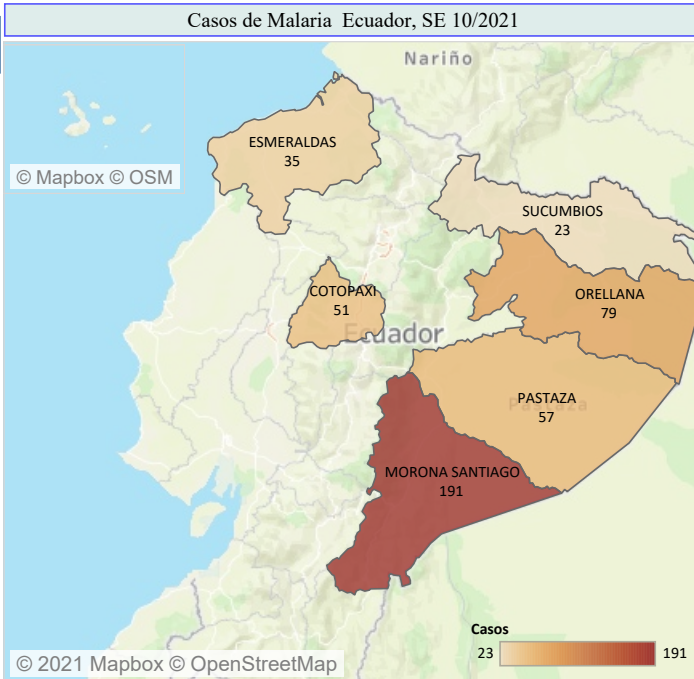 Casos de Malaria Ecuador, SE 10/2021
Nariño
ESMERALDAS
35
© Mapbox © OSM
SUCUMBIOS
23
COTOPAXI
51
ORELLANA
79
Ecuador
PASTAZA
Pastaza
57
MORONA SANTIAGO
191
Casos
23 191
© 2021 Mapbox © OpenStreetMap